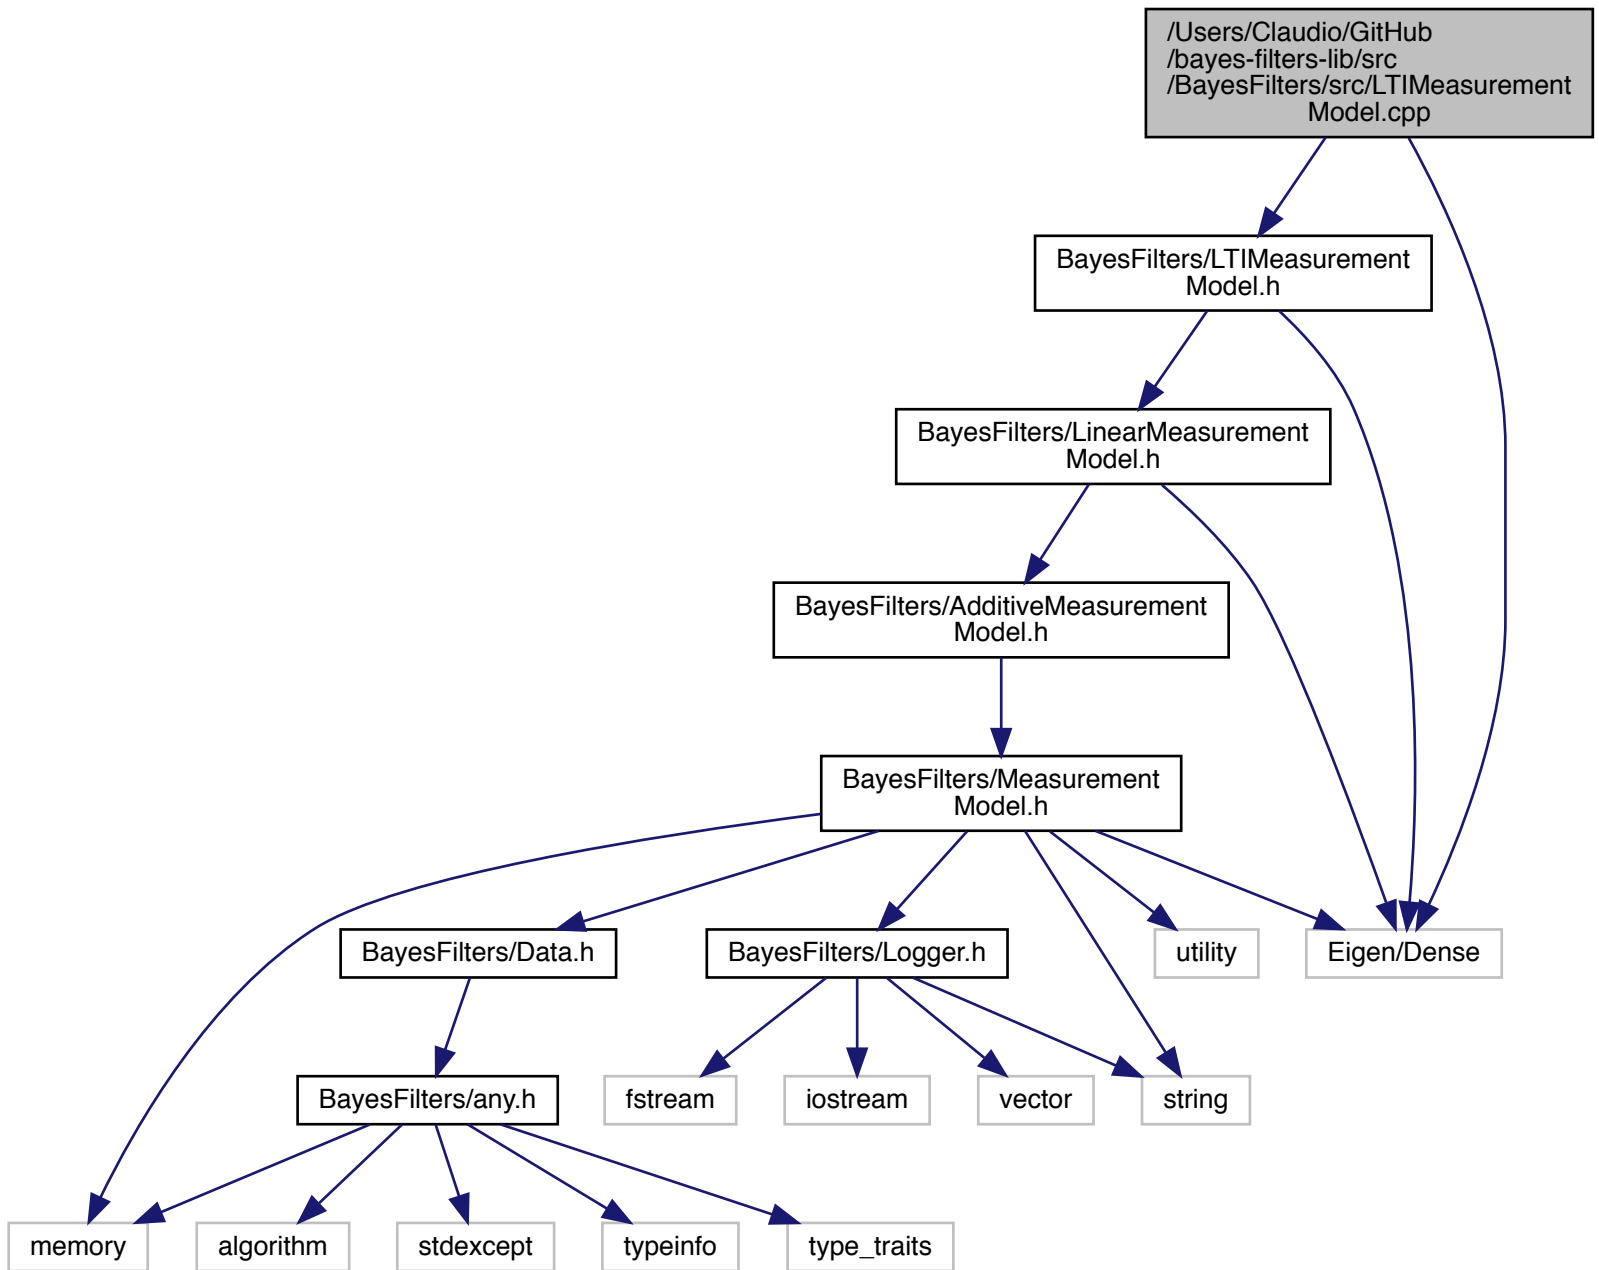 /Users/Claudio/GitHub
/bayes-filters-lib/src
/BayesFilters/src/LTIMeasurement
Model.cpp
BayesFilters/LTIMeasurement
Model.h
BayesFilters/LinearMeasurement
Model.h
BayesFilters/AdditiveMeasurement
Model.h
BayesFilters/Measurement
Model.h
BayesFilters/Data.h
BayesFilters/Logger.h
utility
Eigen/Dense
BayesFilters/any.h
fstream
iostream
vector
string
memory
algorithm
stdexcept
typeinfo
type_traits